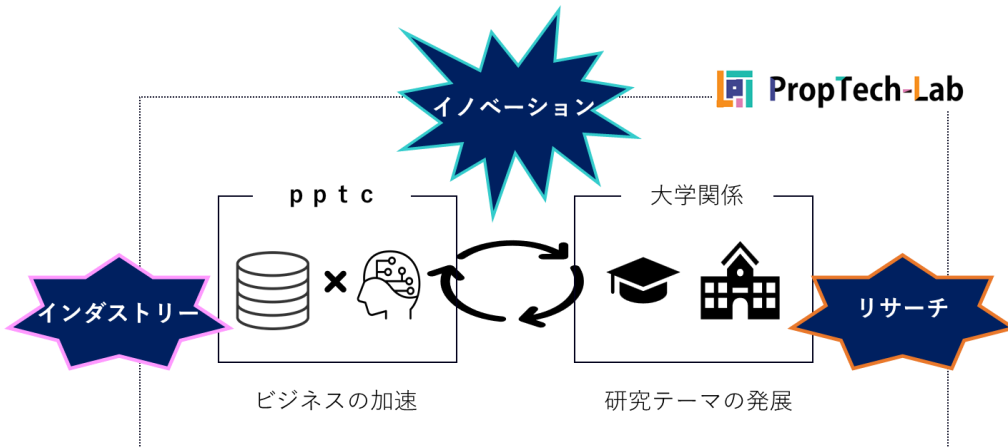 イノベーション
PropTech-Lab
pptc
大学関係
インダストリー
リサーチ
ビジネスの加速
研究テーマの発展